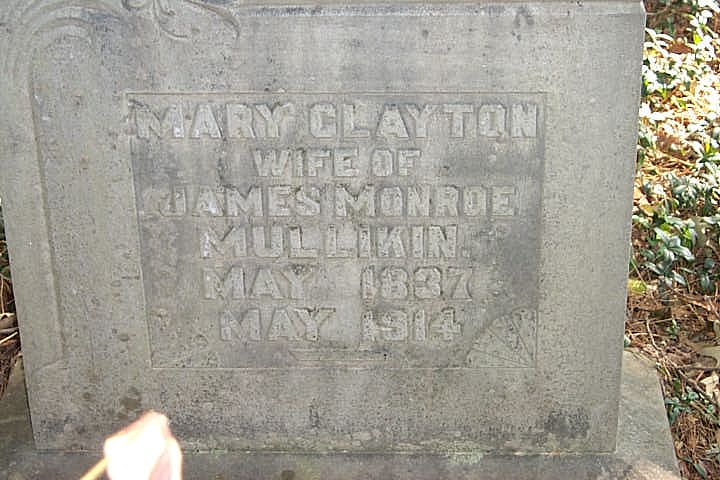 MARY CLAYTON
WIFE OF
JAMES MONROE
MULLIKIN.
MAY 1837
MAY 1914